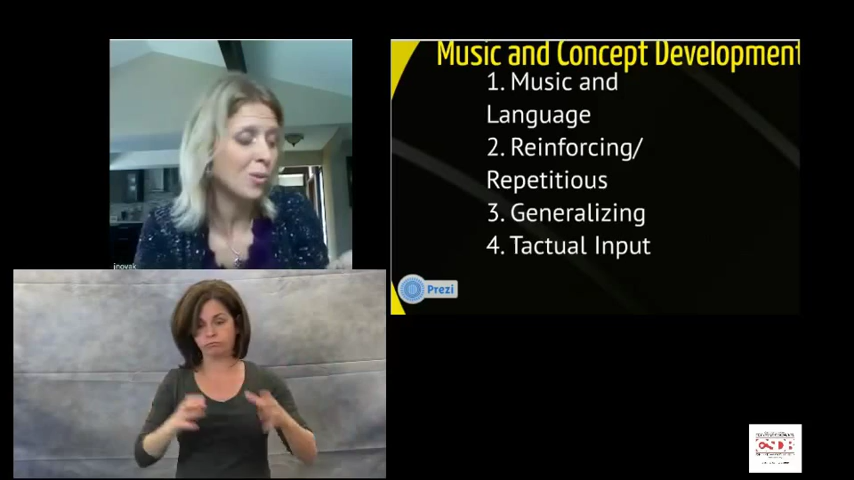 Music and Concept Development
1. Music and
Language
2. Reinforcing/
Repetitious
3. Generalizing
4. Tactual Input
jnovak
Prezi